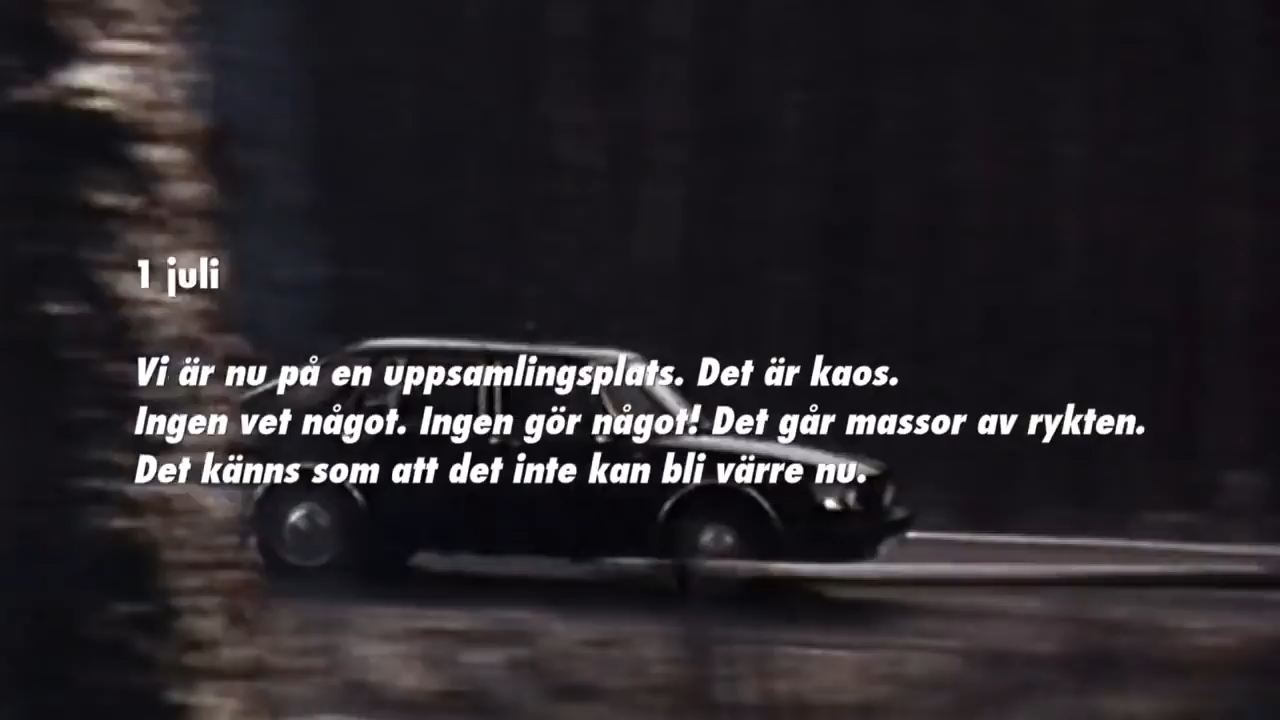 1 juli
Vi är nu på en uppsamlingsplats. Det är kaos.
Ingen vet något. Ingen gör något! Det går massor av rykten.
Det känns som att det inte kan bli värre nu.